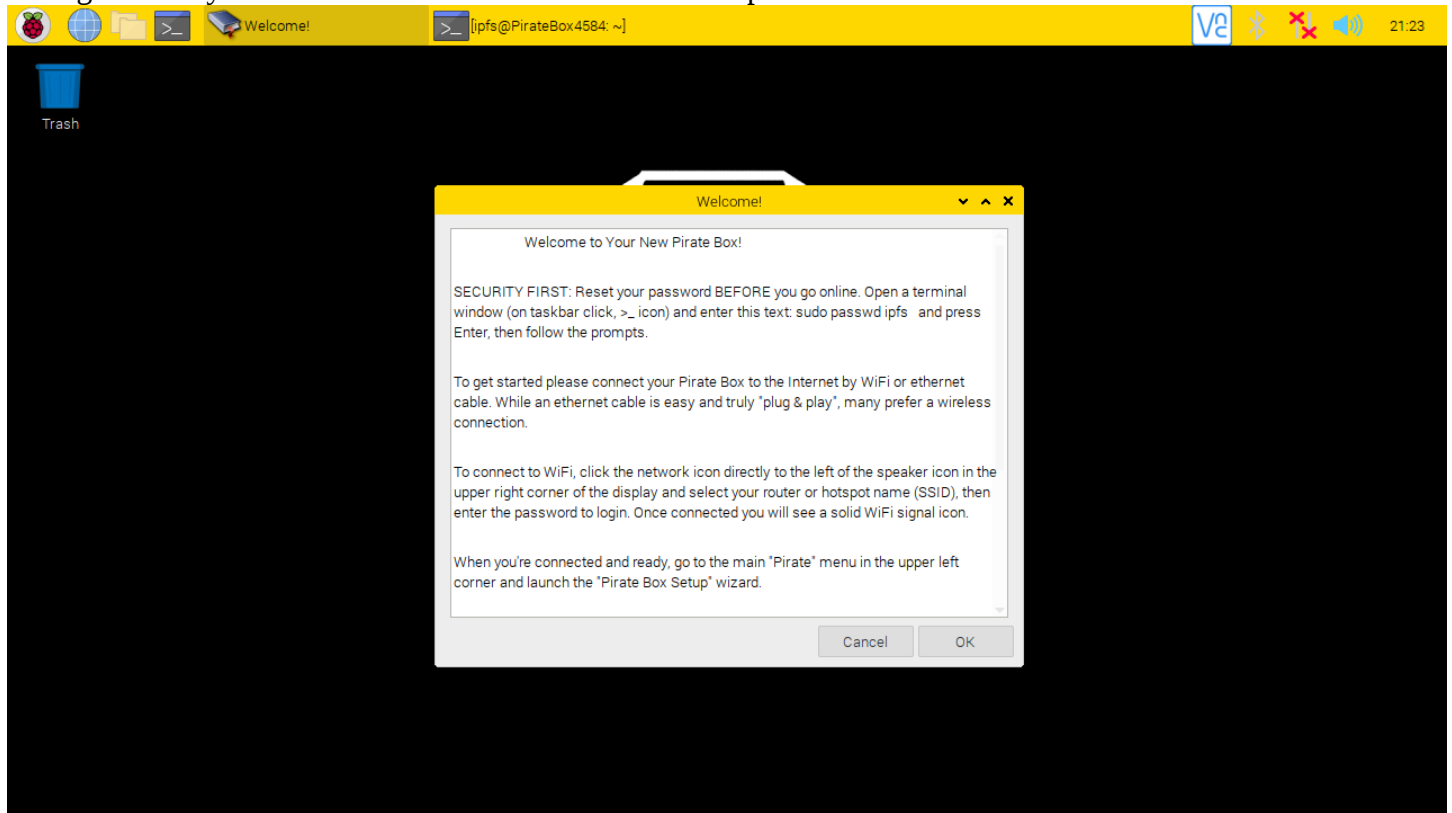 Welcome!
[ipfs@PirateBox4584: ~]
21:23
Trash
Welcome!
Welcome to Your New Pirate Box!
SECURITY FIRST: Reset your password BEFORE you go online. Open a terminal
window (on taskbar click, >_ icon) and enter this text: sudo passwd ipfs   and press
Enter, then follow the prompts.
To get started please connect your Pirate Box to the Internet by WiFi or ethernet
cable. While an ethernet cable is easy and truly "plug & play", many prefer a wireless
connection.
To connect to WiFi, click the network icon directly to the left of the speaker icon in the
upper right corner of the display and select your router or hotspot name (SSID), then
enter the password to login. Once connected you will see a solid WiFi signal icon.
When you're connected and ready, go to the main "Pirate" menu in the upper left
corner and launch the "Pirate Box Setup" wizard.
Cancel
OK